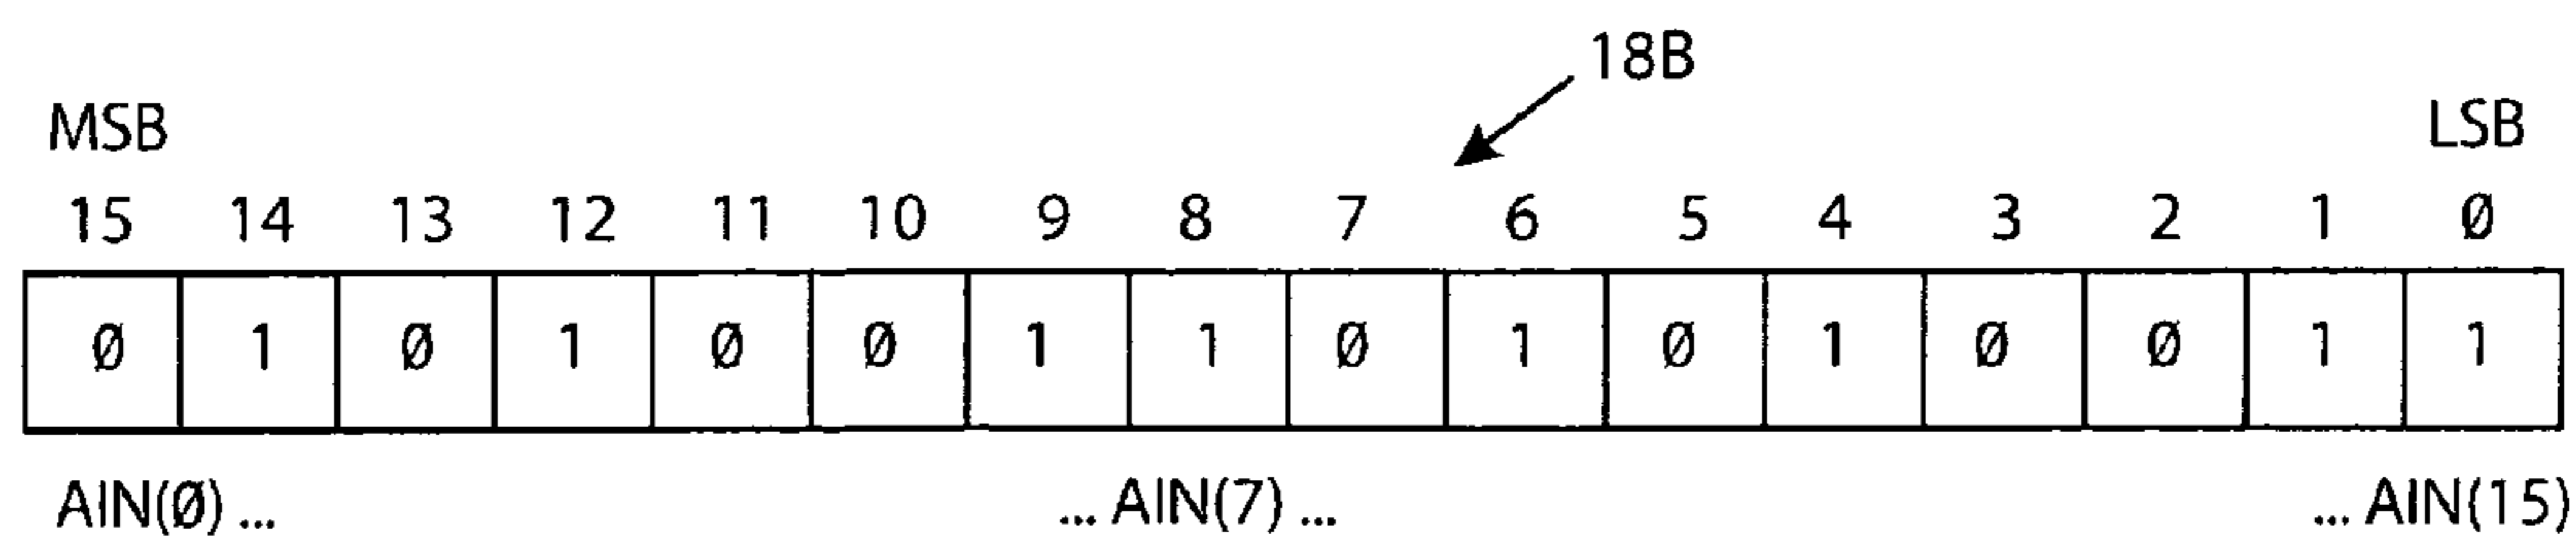 18B
MSB LSB
15 14 13 12 11 10 9 8 7 6 5 4 3 2 1 Ø
Ø 1 Ø 1 Ø Ø 1 1 Ø 1 Ø 1 Ø Ø 1 1
AIN(Ø) ... ... AIN(7) ... ... AIN(15)